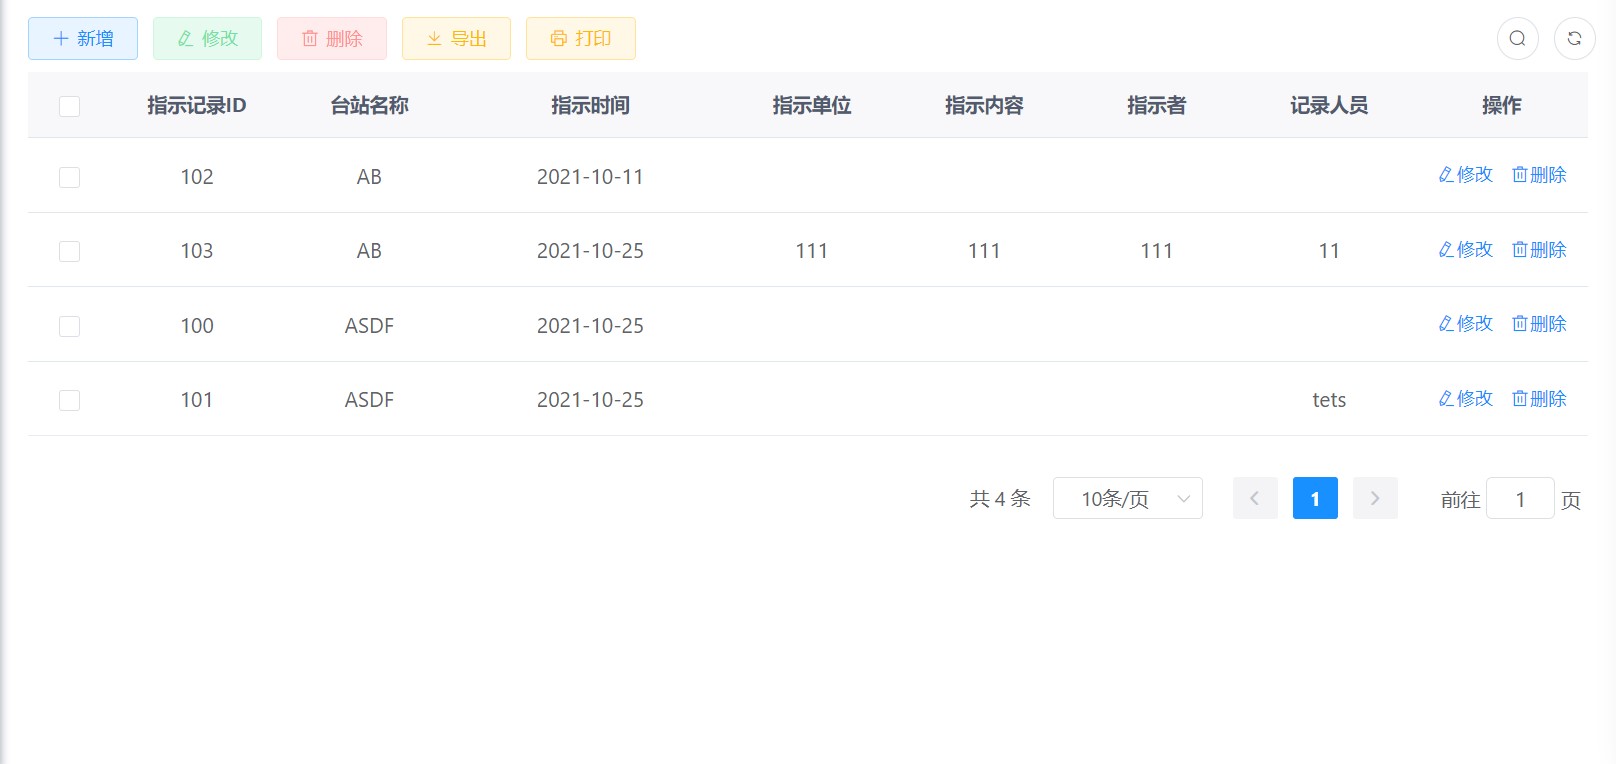 新增 修改 删除 导出 打印
指示记录ID 台站名称 指示时间 指示单位 指示内容 指示者 记录人员 操作
102 AB 2021-10-11 修改 删除
103 AB 2021-10-25 111 111 111 11 修改 删除
100 ASDF 2021-10-25 修改 删除
101 ASDF 2021-10-25 tets 修改 删除
共 4 条 10条/页 1 前往 1 页